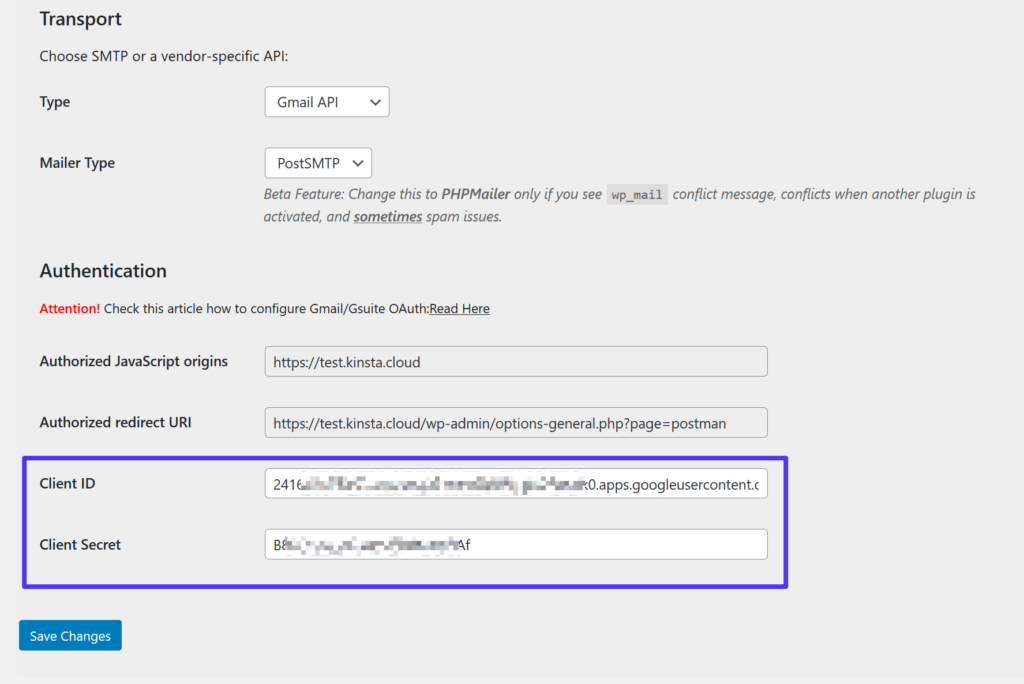 Transport
Choose SMTP or a vendor-specific API:
Type
Gmail API
Mailer Type
PostSMTP
Beta Feature: Change this to PHPMailer only if you see wp_mail conflict message, conflicts when another plugin is
activated, and sometimes spam issues.
Authentication
Attention! Check this article how to configure Gmail/Gsuite OAuth:Read Here
Authorized JavaScript origins
https://test.kinsta.cloud
Authorized redirect URI
https://test.kinsta.cloud/wp-admin/options-general.php?page=postman
Client ID
2416 0.apps.googleusercontent.c
Client Secret
Save Changes